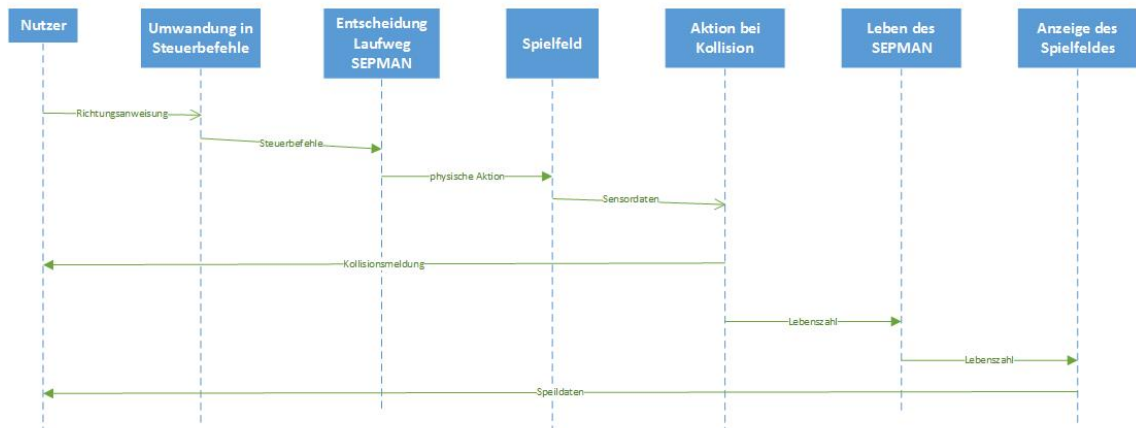 Nutzer
Umwandung in
Steuerbefehle
Entscheidung
Laufweg
SEPMAN
Spielfeld
Aktion bei
Kollision
Leben des
SEPMAN
Anzeige des
Spielfeldes
Richtungsanweisung
Steuerbefehle
physische Aktion
Sensordaten
Kollisionsmeldung
Lebenszahl
Lebenszahl
Speildaten